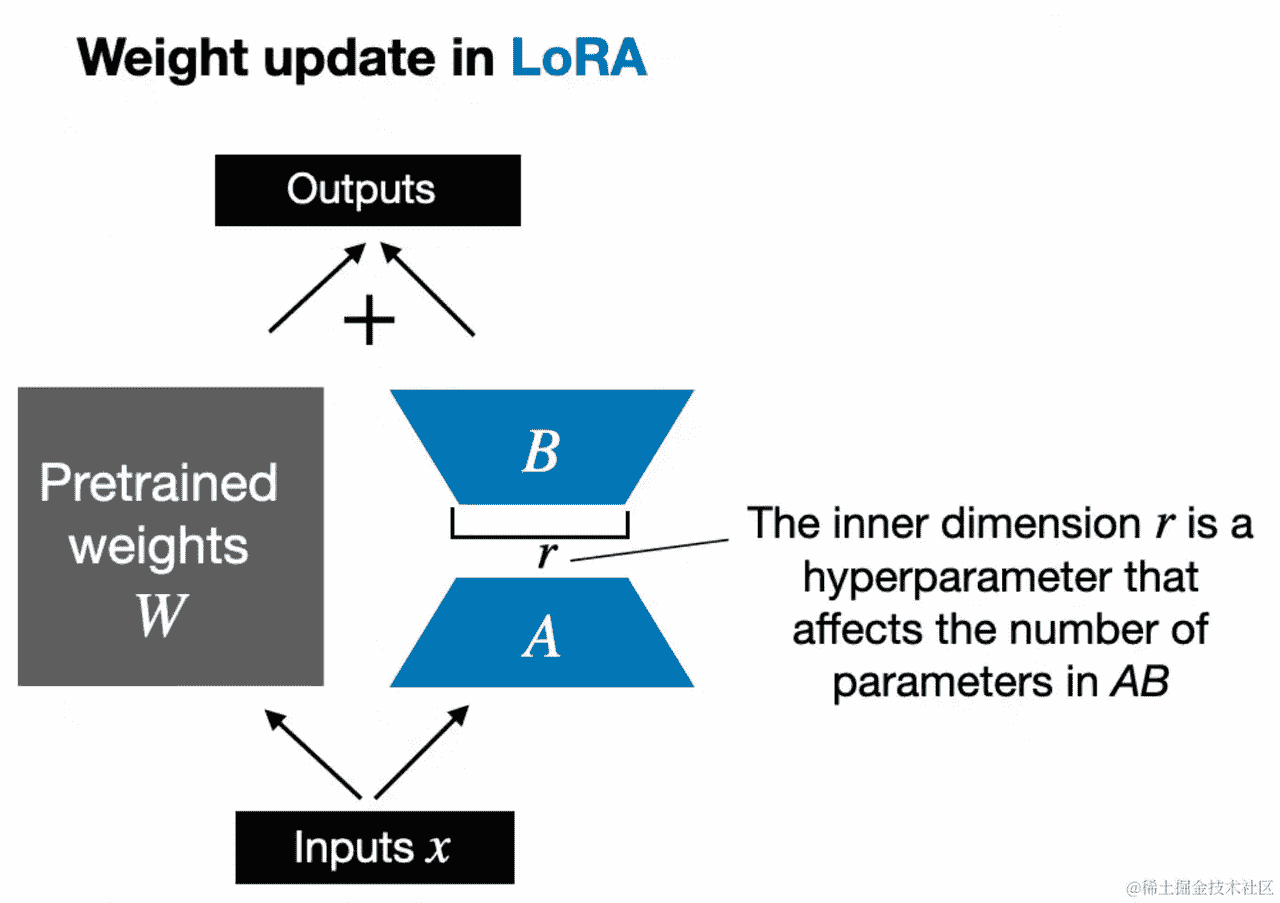 Weight update in LoRA
Outputs
+
Pretrained
weights
W
B
r
A
The inner dimension r is a
hyperparameter that
affects the number of
parameters in AB
Inputs x
@稀土掘金技术社区